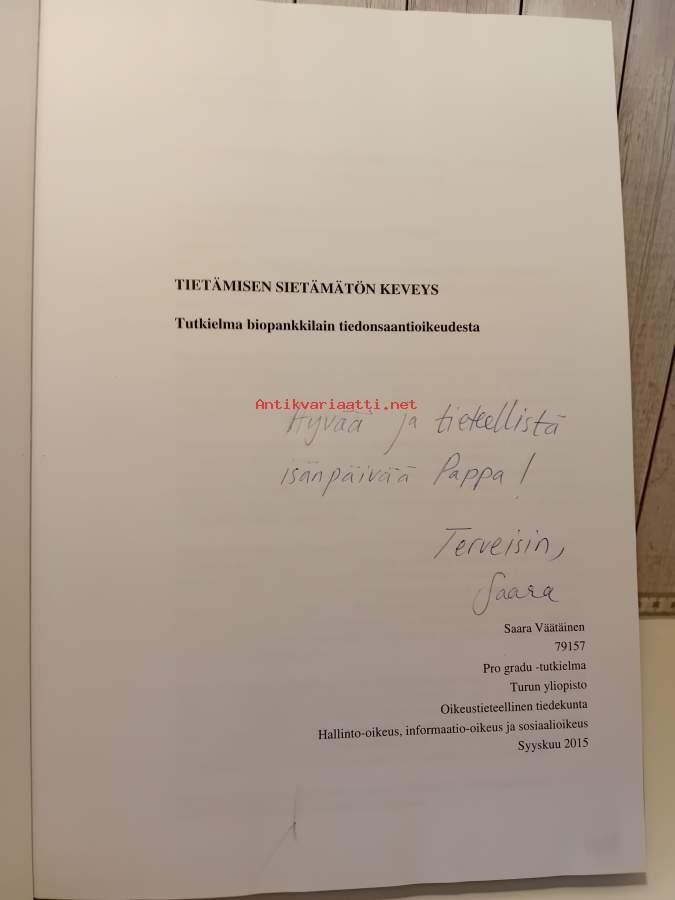 TIETÄMISEN SIETÄMÄTÖN KEVEYS
Tutkielma biopankkilain tiedonsaantioikeudesta
Antikvariaatti.net
Hyvää ja tieteellistä
isänpäivää Pappa!
Terveisin,
Saara
Saara Väätäinen
79157
Pro gradu -tutkielma
Turun yliopisto
Oikeustieteellinen tiedekunta
Hallinto-oikeus, informaatio-oikeus ja sosiaalioikeus
Syyskuu 2015